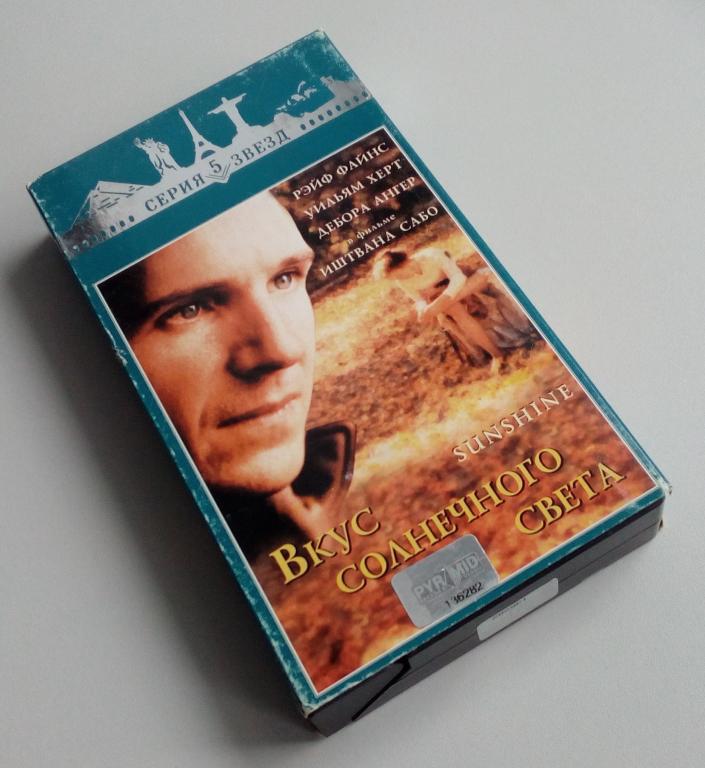 СЕРИЯ 5 ЗВЕЗД
РЭЙФ ФАЙНС
УИЛЬЯМ ХЕРТ
ДЕБОРА АНГЕР
в фильме
ИШТВАНА САБО
SUNSHINE
ВКУС
СОЛНЕЧНОГО
СВЕТА
PYRAMID
136282